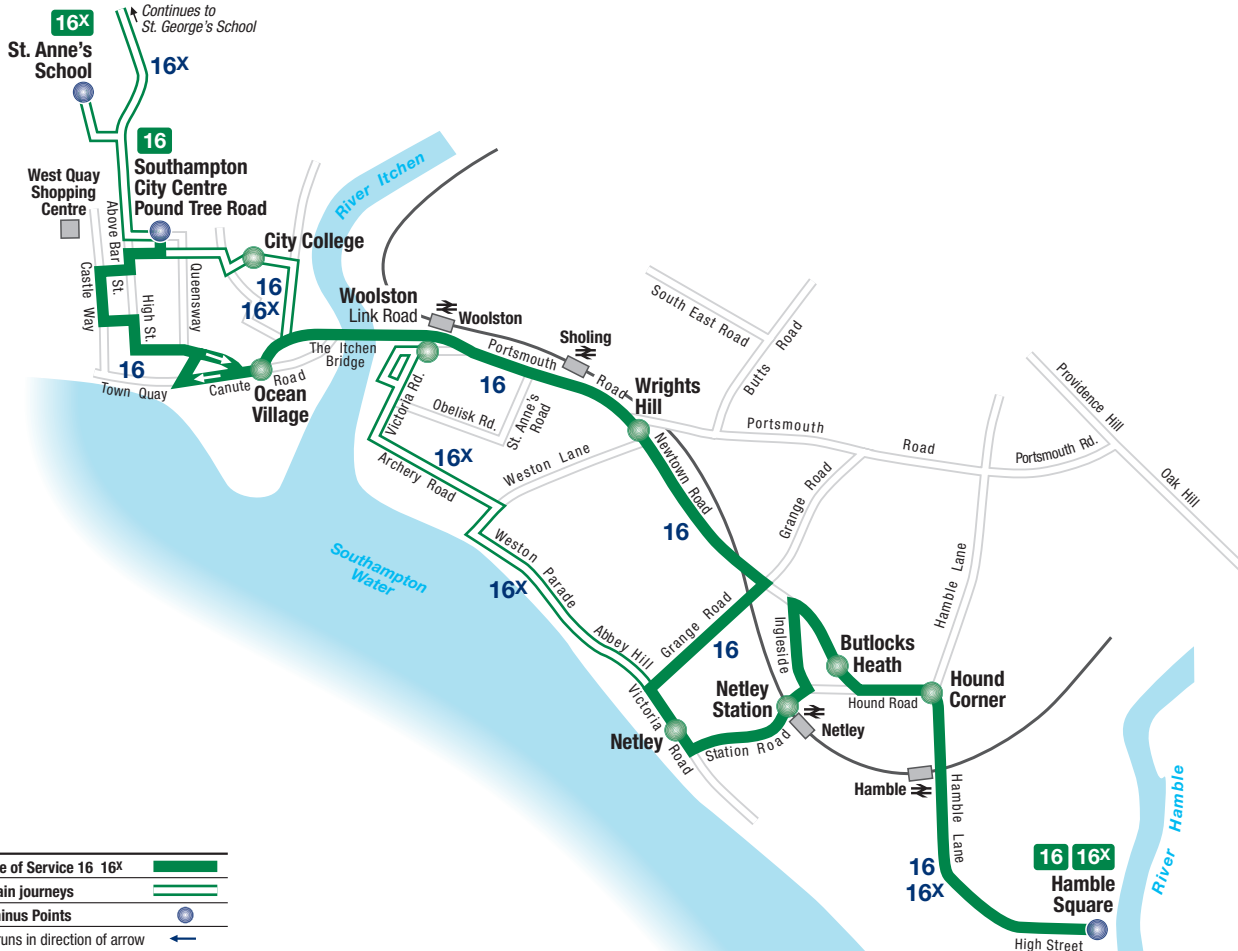 Continues to
St. George's School
16X
St. Anne's
School
16X
16
Southampton
City Centre
Pound Tree Road
West Quay
Shopping
Centre
River Itchen
Above Bar
St.
City College
Castle Way
High St.
Queensway
16
16X
Woolston
Link Road
Woolston
Sholing
South East Road
Butts Road
The Itchen
Bridge
Portsmouth Road
16
16
Town Quay
Canute Road
Ocean
Village
Victoria Rd.
Obelisk Rd.
St. Anne's
Road
Wrights
Hill
Providence Hill
Portsmouth Road
Portsmouth Rd.
Oak Hill
16X
Archery Road
Weston Lane
Newtown Road
Grange Road
16
Southampton
Water
Weston Parade
16X
Hamble Lane
Abbey Hill
Grange Road
16
Ingleside
Butlocks
Heath
Hound
Corner
Hound Road
Netley
Station
Netley
Victoria Road
Netley
Station Road
Hamble
Hamble Lane
River Hamble
16 16X
Hamble
Square
16
16X
High Street
e of Service 16 16X
ain journeys
inus Points
runs in direction of arrow